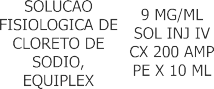 SOLUCAO
FISIOLOGICA DE
CLORETO DE
SODIO,
EQUIPLEX
9 MG/ML
SOL INJ IV
CX 200 AMP
PE X 10 ML